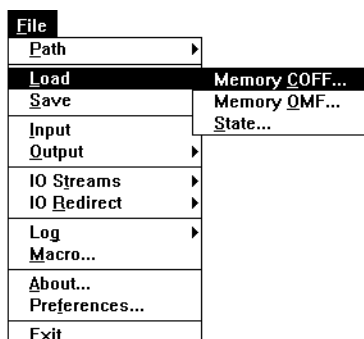 File
Path
Load
Memory COFF...
Memory OMF...
State...
Save
Input
Output
IO Streams
IO Redirect
Log
Macro...
About...
Preferences...
Exit